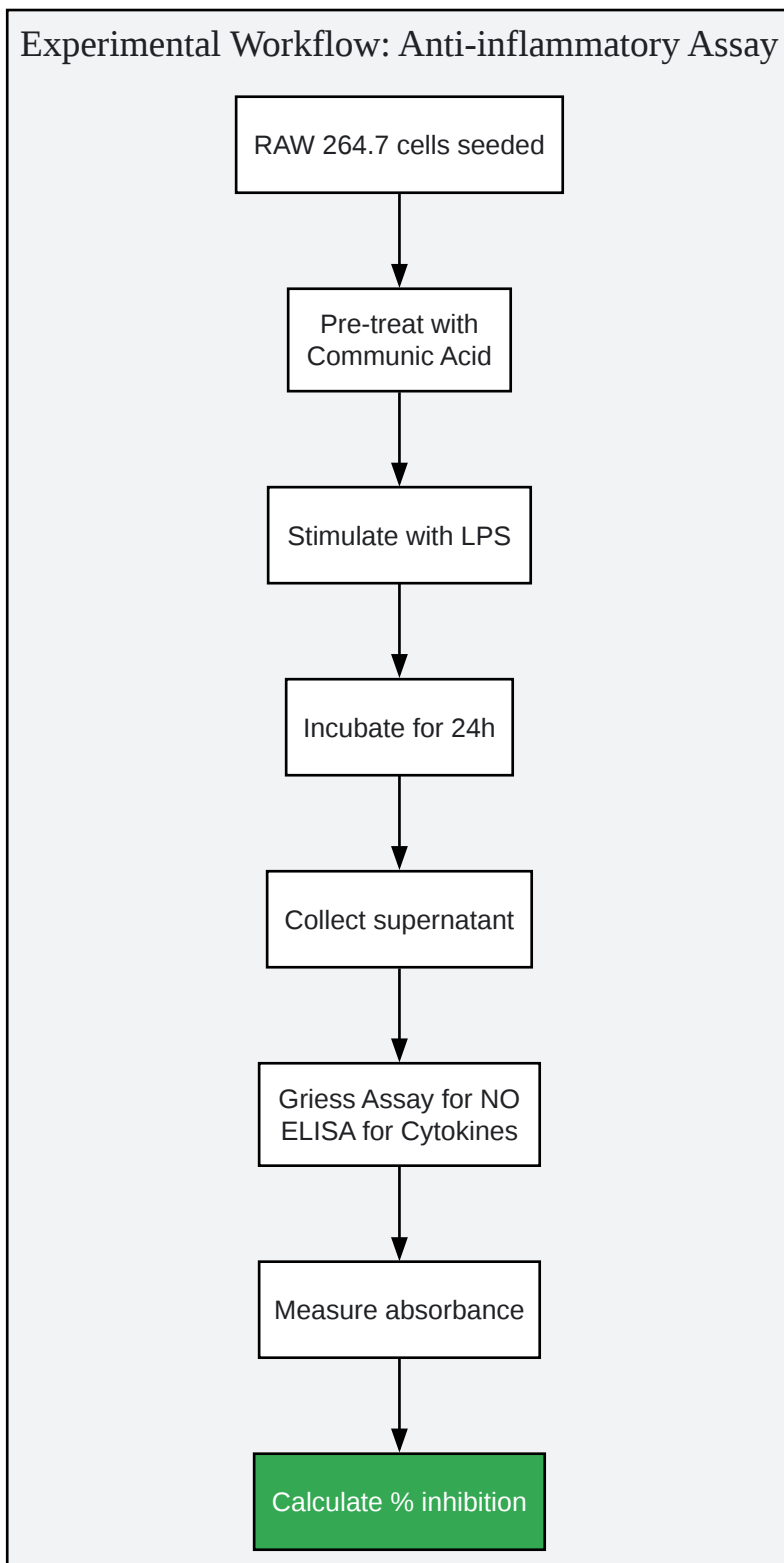 Experimental Workflow: Anti-inflammatory Assay
RAW 264.7 cells seeded
Pre-treat with
Communic Acid
Stimulate with LPS
Incubate for 24h
Collect supernatant
Griess Assay for NO
ELISA for Cytokines
Measure absorbance
Calculate % inhibition